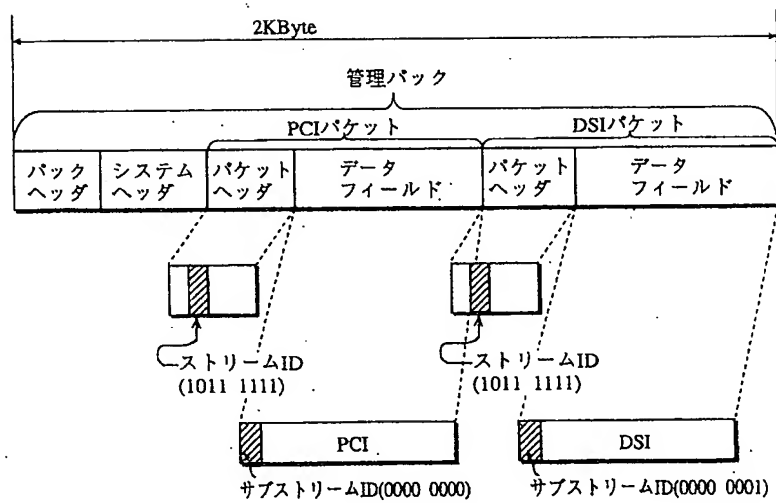 2KByte
管理パック
PCIパケット
DSIパケット
パック
ヘッダ
システム
ヘッダ
パケット
ヘッダ
データ
フィールド
パケット
ヘッダ
データ
フィールド
ストリームID
(1011 1111)
ストリームID
(1011 1111)
PCI
DSI
サブストリームID(0000 0000)
サブストリームID(0000 0001)